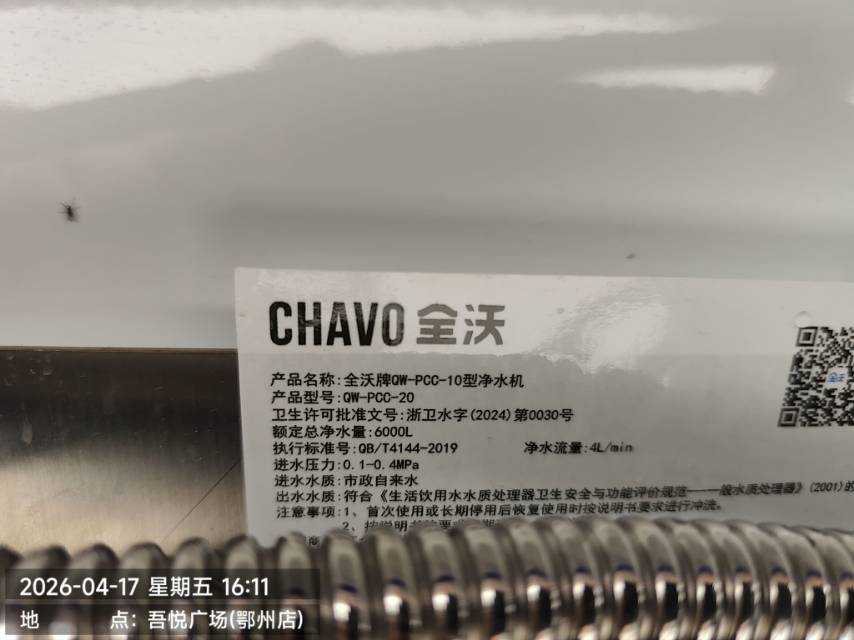 CHAVO 全沃
产品名称:全沃牌QW-PCC-10型净水机
产品型号:QW-PCC-20
卫生许可批准文号:浙卫水字(2024)第0030号
额定总净水量:6000L
执行标准号:QB/T4144-2019 净水流量:4L/min
进水压力:0.1-0.4MPa
进水水质:市政自来水
出水水质:符合《生活饮用水水质处理器卫生安全与功能评价规范——一般水质处理器》(2001)的
注意事项:1、首次使用或长期停用后恢复使用时按说明书要求进行冲洗。
2、按说明书
全沃
2026-04-17 星期五 16:11
地 点: 吾悦广场(鄂州店)